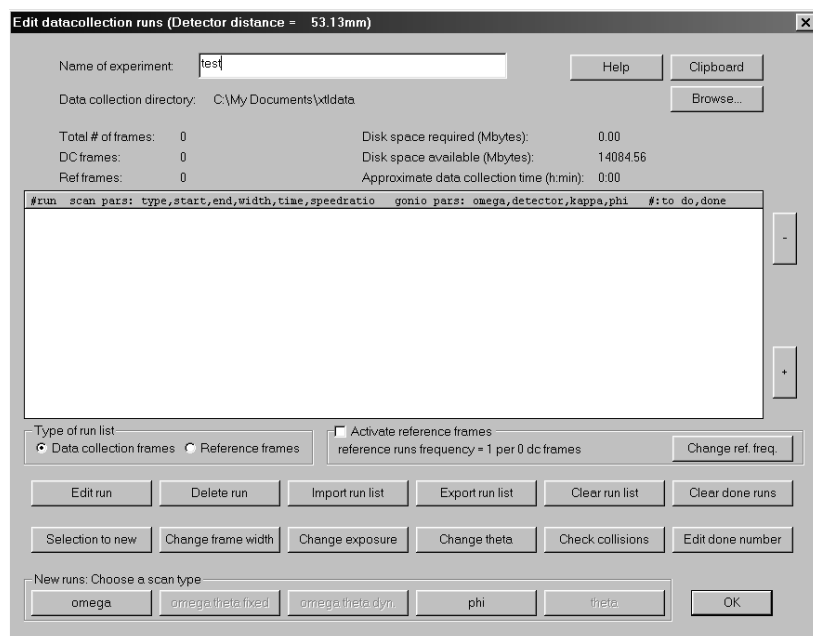 Edit datacollection runs (Detector distance = 53.13mm)
Name of experiment: test Help Clipboard
Data collection directory: C:\My Documents\xtldata Browse...
Total # of frames: 0 Disk space required (Mbytes): 0.00
DC frames: 0 Disk space available (Mbytes): 14084.56
Ref frames: 0 Approximate data collection time (h:min): 0:00
#run scan pars: type,start,end,width,time,speedratio gonio pars: omega,detector,kappa,phi #:to do,done
-
+
Type of run list Activate reference frames
Data collection frames Reference frames reference runs frequency = 1 per 0 dc frames Change ref. freq.
Edit run Delete run Import run list Export run list Clear run list Clear done runs
Selection to new Change frame width Change exposure Change theta Check collisions Edit done number
New runs: Choose a scan type
omega omega theta fixed omega theta dyn. phi theta OK